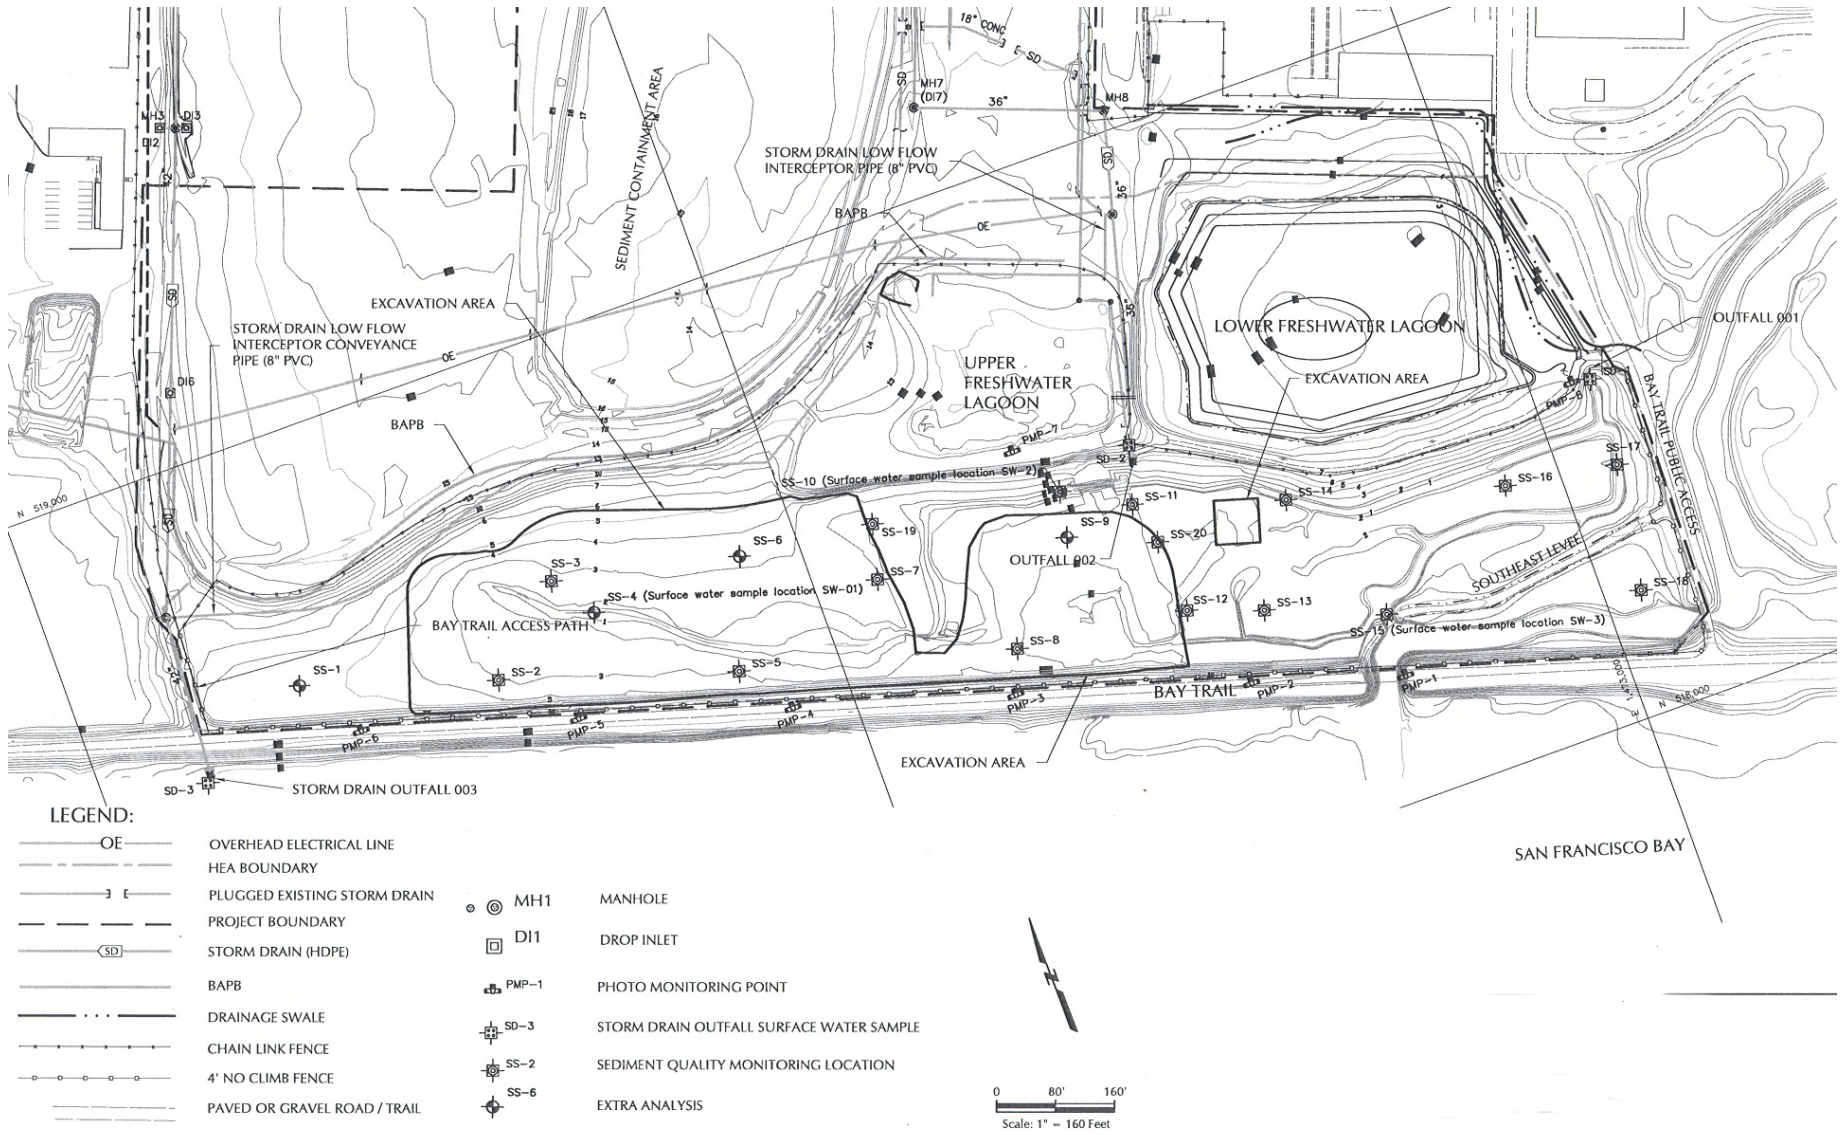 18" CONC
SD
SD
MH7
(DI7)
36"
MH8
MH3
DI3
DI2
42"
SEDIMENT CONTAINMENT AREA
STORM DRAIN LOW FLOW
INTERCEPTOR PIPE (8" PVC)
SD
36"
BAPB
OE
EXCAVATION AREA
SD
STORM DRAIN LOW FLOW
INTERCEPTOR CONVEYANCE
PIPE (8" PVC)
OE
36"
LOWER FRESHWATER LAGOON
OUTFALL 001
DI6
UPPER
FRESHWATER
LAGOON
EXCAVATION AREA
SD-1
PMP-8
BAY TRAIL PUBLIC ACCESS
BAPB
PMP-7
SD-2
SS-17
SS-10 (Surface water sample location SW-2)
SS-16
SS-14
SS-11
N 519,000
SD
SS-19
SS-9
SS-20
SS-6
OUTFALL 002
SS-3
SS-7
SOUTHEAST LEVEE
SS-4 (Surface water sample location SW-01)
SS-18
SS-12
SS-13
BAY TRAIL ACCESS PATH
SS-15 (Surface water sample location SW-3)
SS-8
42"
SS-1
SS-2
SS-5
BAY TRAIL
PMP-1
PMP-2
PMP-3
PMP-4
PMP-5
PMP-6
N 518,000
EXCAVATION AREA
SD-3
STORM DRAIN OUTFALL 003
SAN FRANCISCO BAY
LEGEND:
OE
OVERHEAD ELECTRICAL LINE
HEA BOUNDARY
PLUGGED EXISTING STORM DRAIN
PROJECT BOUNDARY
SD
STORM DRAIN (HDPE)
BAPB
DRAINAGE SWALE
CHAIN LINK FENCE
4' NO CLIMB FENCE
PAVED OR GRAVEL ROAD / TRAIL
MH1
MANHOLE
DI1
DROP INLET
PMP-1
PHOTO MONITORING POINT
SD-3
STORM DRAIN OUTFALL SURFACE WATER SAMPLE
SS-2
SEDIMENT QUALITY MONITORING LOCATION
SS-6
EXTRA ANALYSIS
0 80' 160'
Scale: 1" = 160 Feet